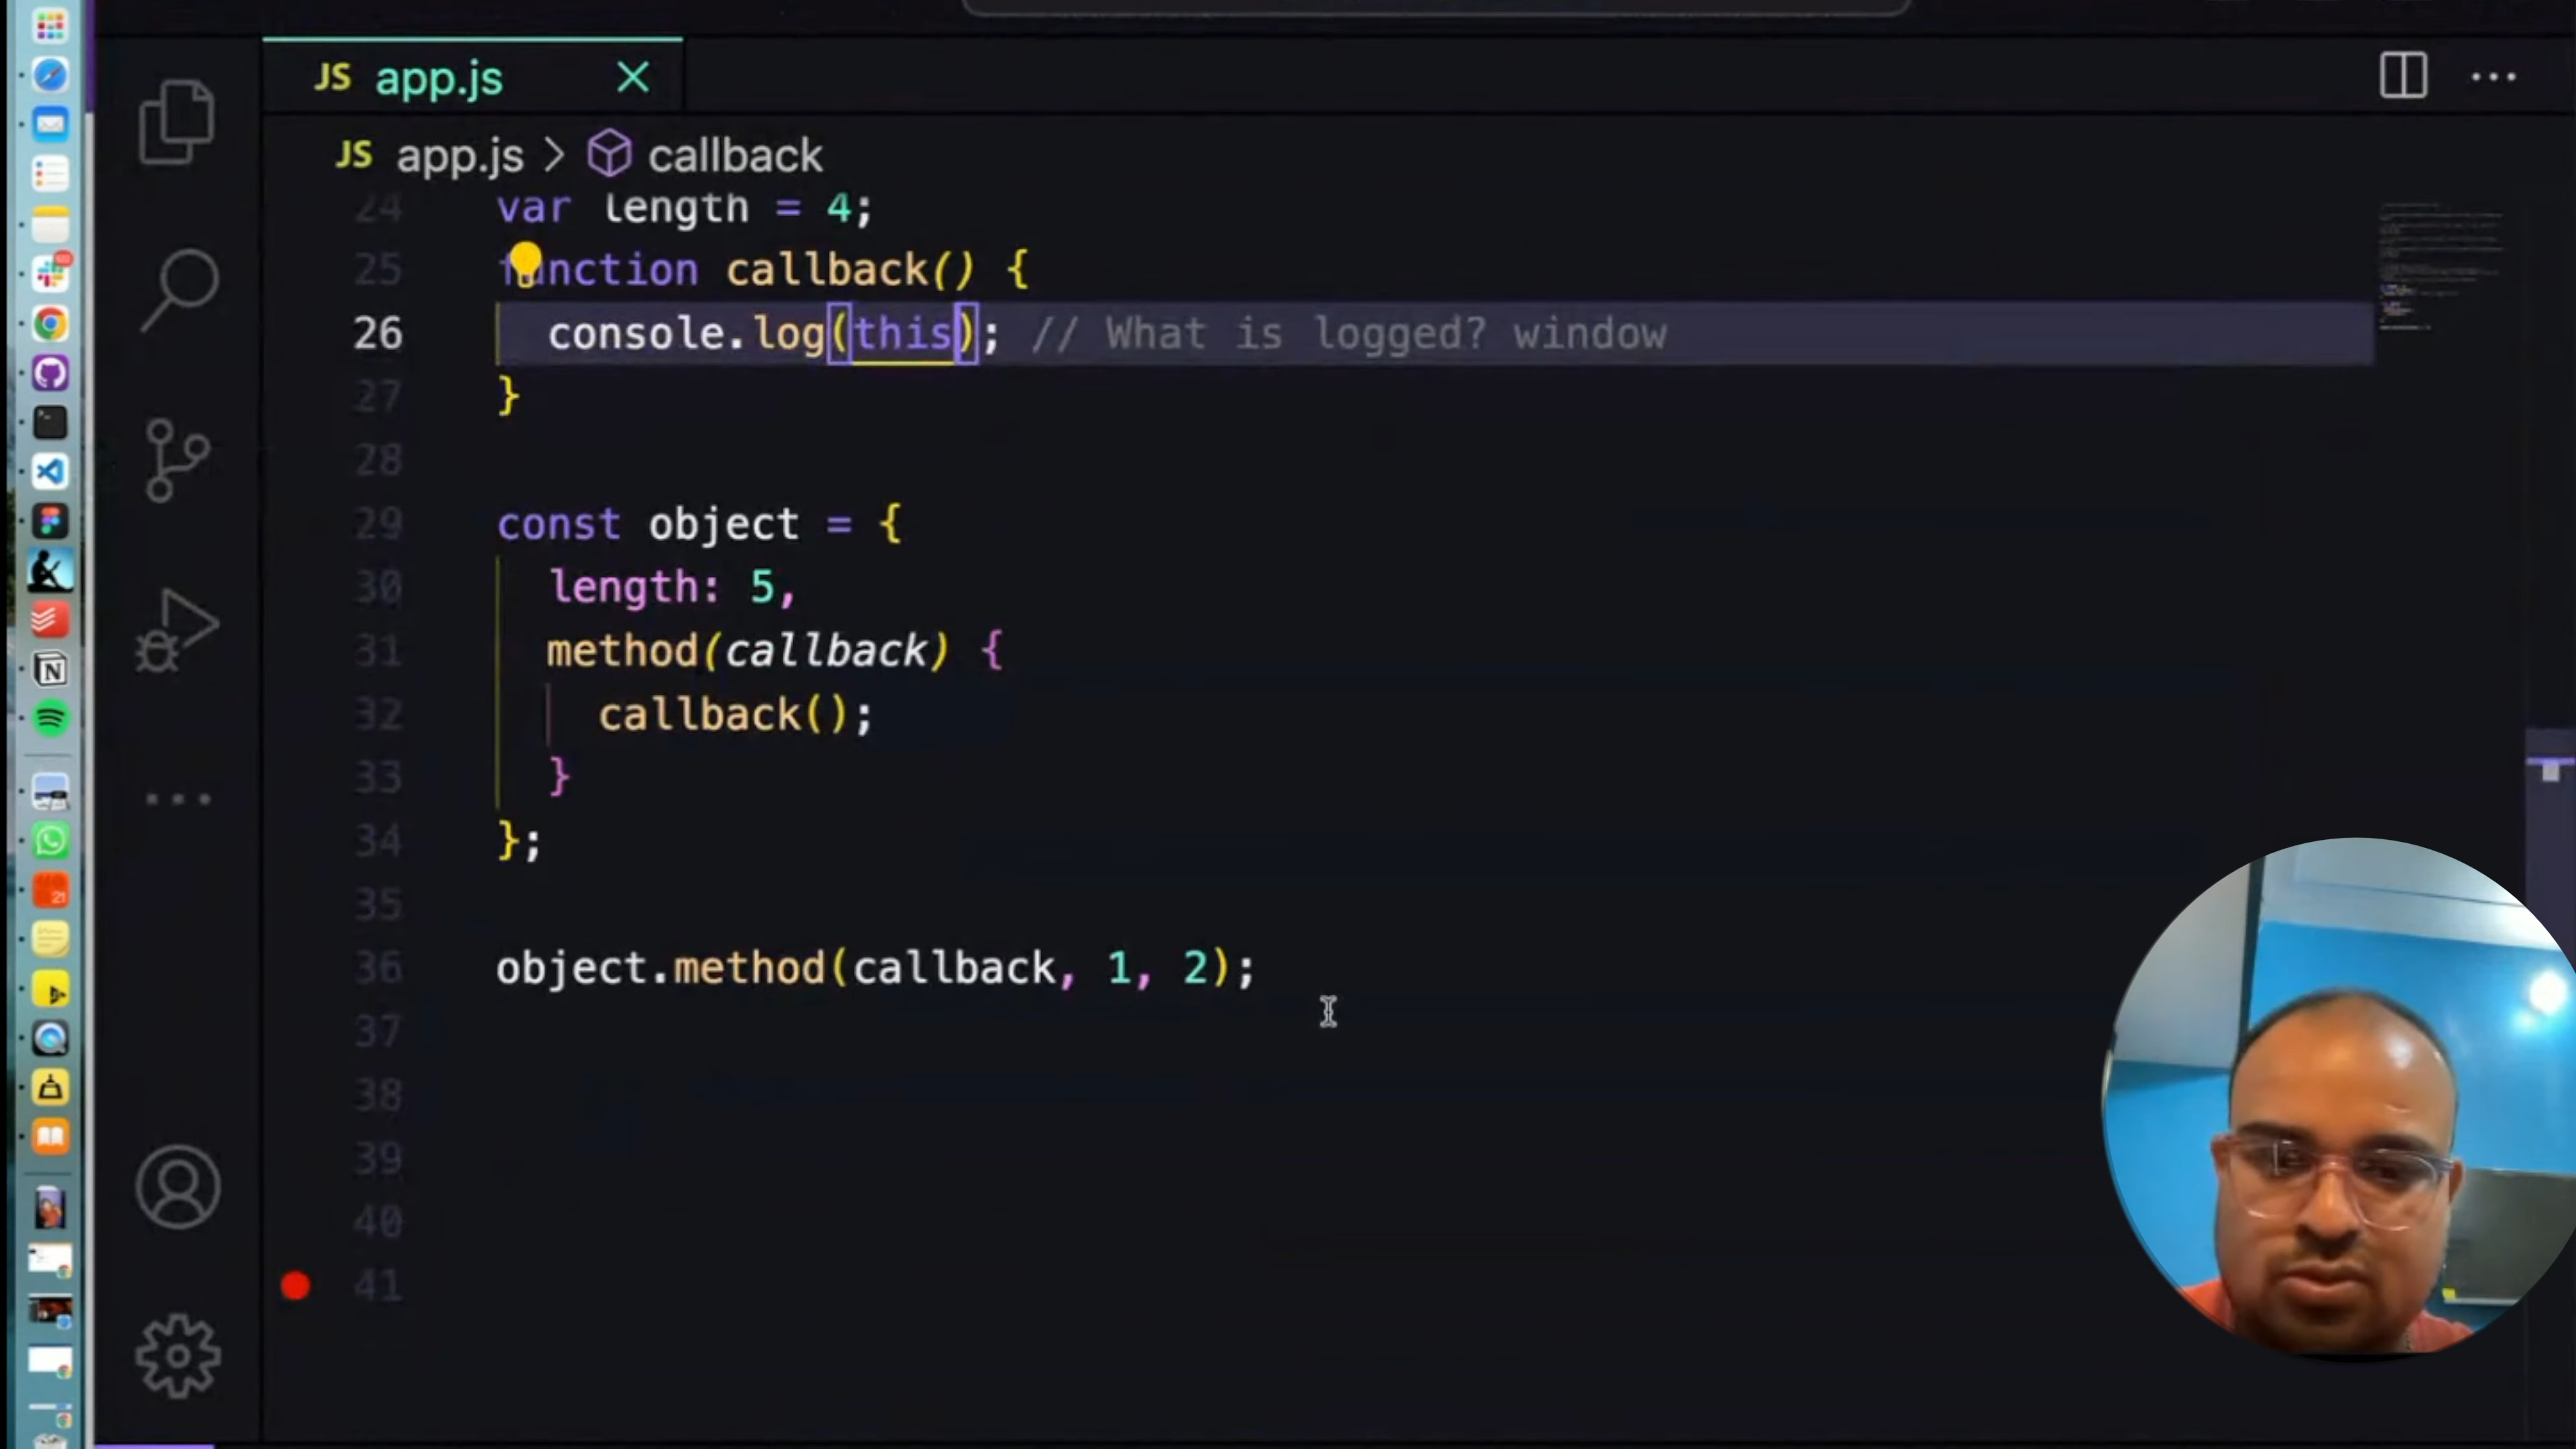 JS app.js
JS app.js > callback
24 var length = 4;
25 function callback() {
26 console.log(this); // What is logged? window
27 }
28
29 const object = {
30 length: 5,
31 method(callback) {
32 callback();
33 }
34 };
35
36 object.method(callback, 1, 2);
37
38
39
40
41